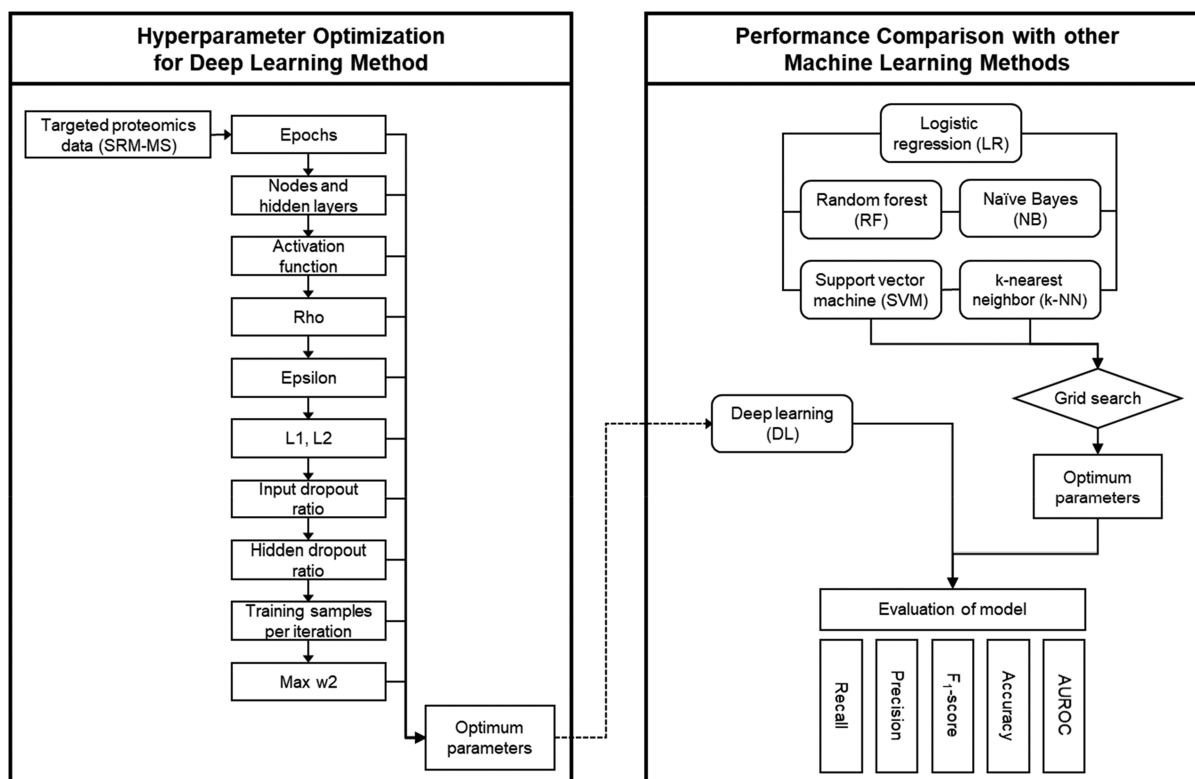 Hyperparameter Optimization
for Deep Learning Method
Targeted proteomics
data (SRM-MS)
Epochs
Nodes and
hidden layers
Activation
function
Rho
Epsilon
L1, L2
Input dropout
ratio
Hidden dropout
ratio
Training samples
per iteration
Max w2
Optimum
parameters
Performance Comparison with other
Machine Learning Methods
Logistic
regression (LR)
Random forest
(RF)
Naïve Bayes
(NB)
Support vector
machine (SVM)
k-nearest
neighbor (k-NN)
Grid search
Deep learning
(DL)
Optimum
parameters
Evaluation of model
Recall
Precision
F₁-score
Accuracy
AUROC